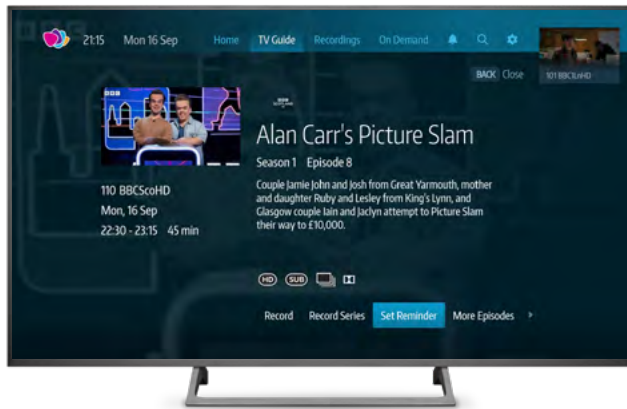 21:15 Mon 16 Sep Home TV Guide Recordings On Demand
BACK Close
101 BBC1LnHD
BBC
SCOTLAND
Alan Carr's Picture Slam
Season 1 Episode 8
Couple Jamie John and Josh from Great Yarmouth, mother
and daughter Ruby and Lesley from King's Lynn, and
Glasgow couple Iain and Jaclyn attempt to Picture Slam
their way to £10,000.
110 BBCScoHD
Mon, 16 Sep
22:30 - 23:15 45 min
HD SUB
Record Record Series Set Reminder More Episodes